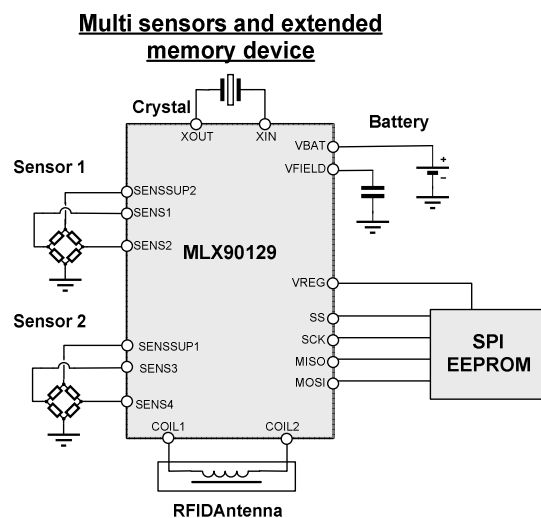 Multi sensors and extended
memory device
Crystal
XOUT
XIN
Battery
VBAT
+
−
VFIELD
Sensor 1
SENSSUP2
SENS1
SENS2
MLX90129
VREG
SS
SCK
MISO
MOSI
SPI
EEPROM
Sensor 2
SENSSUP1
SENS3
SENS4
COIL1
COIL2
RFIDAntenna